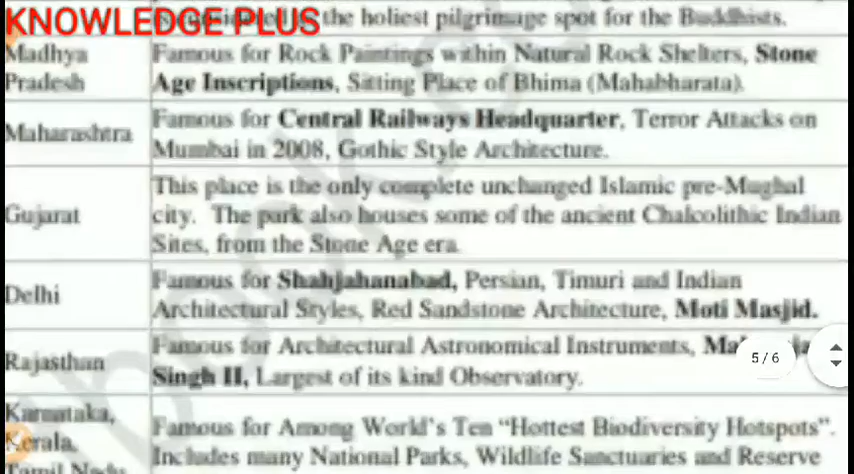 KNOWLEDGE PLUS
the holiest pilgrimage spot for the Buddhists.
Madhya
Pradesh
Famous for Rock Paintings within Natural Rock Shelters, Stone
Age Inscriptions, Sitting Place of Bhima (Mahabharata).
Maharashtra
Famous for Central Railways Headquarter, Terror Attacks on
Mumbai in 2008, Gothic Style Architecture.
Gujarat
This place is the only complete unchanged Islamic pre-Mughal
city. The park also houses some of the ancient Chalcolithic Indian
Sites, from the Stone Age era.
Delhi
Famous for Shahjahanabad, Persian, Timuri and Indian
Architectural Styles, Red Sandstone Architecture, Moti Masjid.
Rajasthan
Famous for Architectural Astronomical Instruments,
Singh II, Largest of its kind Observatory.
5 / 6
Karnataka,
Kerala,
Tamil Nadu
Famous for Among World's Ten "Hottest Biodiversity Hotspots".
Includes many National Parks, Wildlife Sanctuaries and Reserve